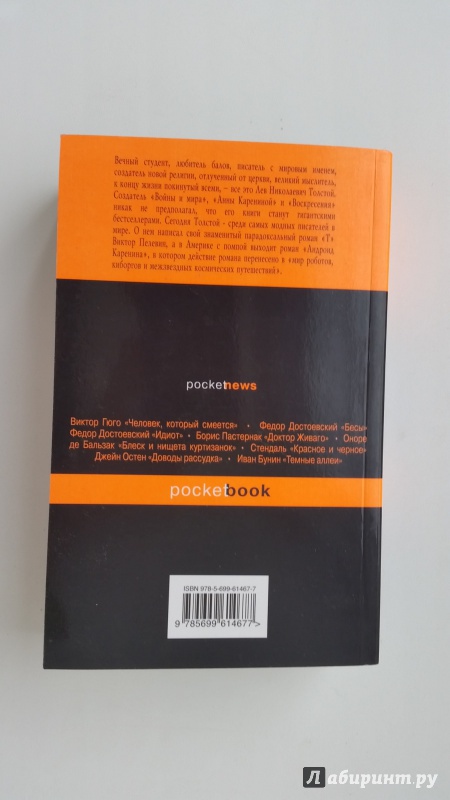 Вечный студент, любитель балов, писатель с мировым именем,
создатель новой религии, отлученный от церкви, великий мыслитель,
к концу жизни покинутый всеми, – все это Лев Николаевич Толстой.
Создатель «Войны и мира», «Анны Карениной» и «Воскресения»
никак не предполагал, что его книги станут гигантскими
бестселлерами. Сегодня Толстой - среди самых модных писателей в
мире. О нем написал свой знаменитый парадоксальный роман «Т»
Виктор Пелевин, а в Америке с помпой выходит роман «Андроид
Каренина», в котором действие романа перенесено в «мир роботов,
киборгов и межзвездных космических путешествий».
pocketnews
Виктор Гюго «Человек, который смеется» • Федор Достоевский «Бесы»
Федор Достоевский «Идиот» • Борис Пастернак «Доктор Живаго» • Оноре
де Бальзак «Блеск и нищета куртизанок» • Стендаль «Красное и черное»
Джейн Остен «Доводы рассудка» • Иван Бунин «Темные аллеи»
pocketbook
ISBN 978-5-699-61467-7
9 785699 614677 >
Лабиринт.ру